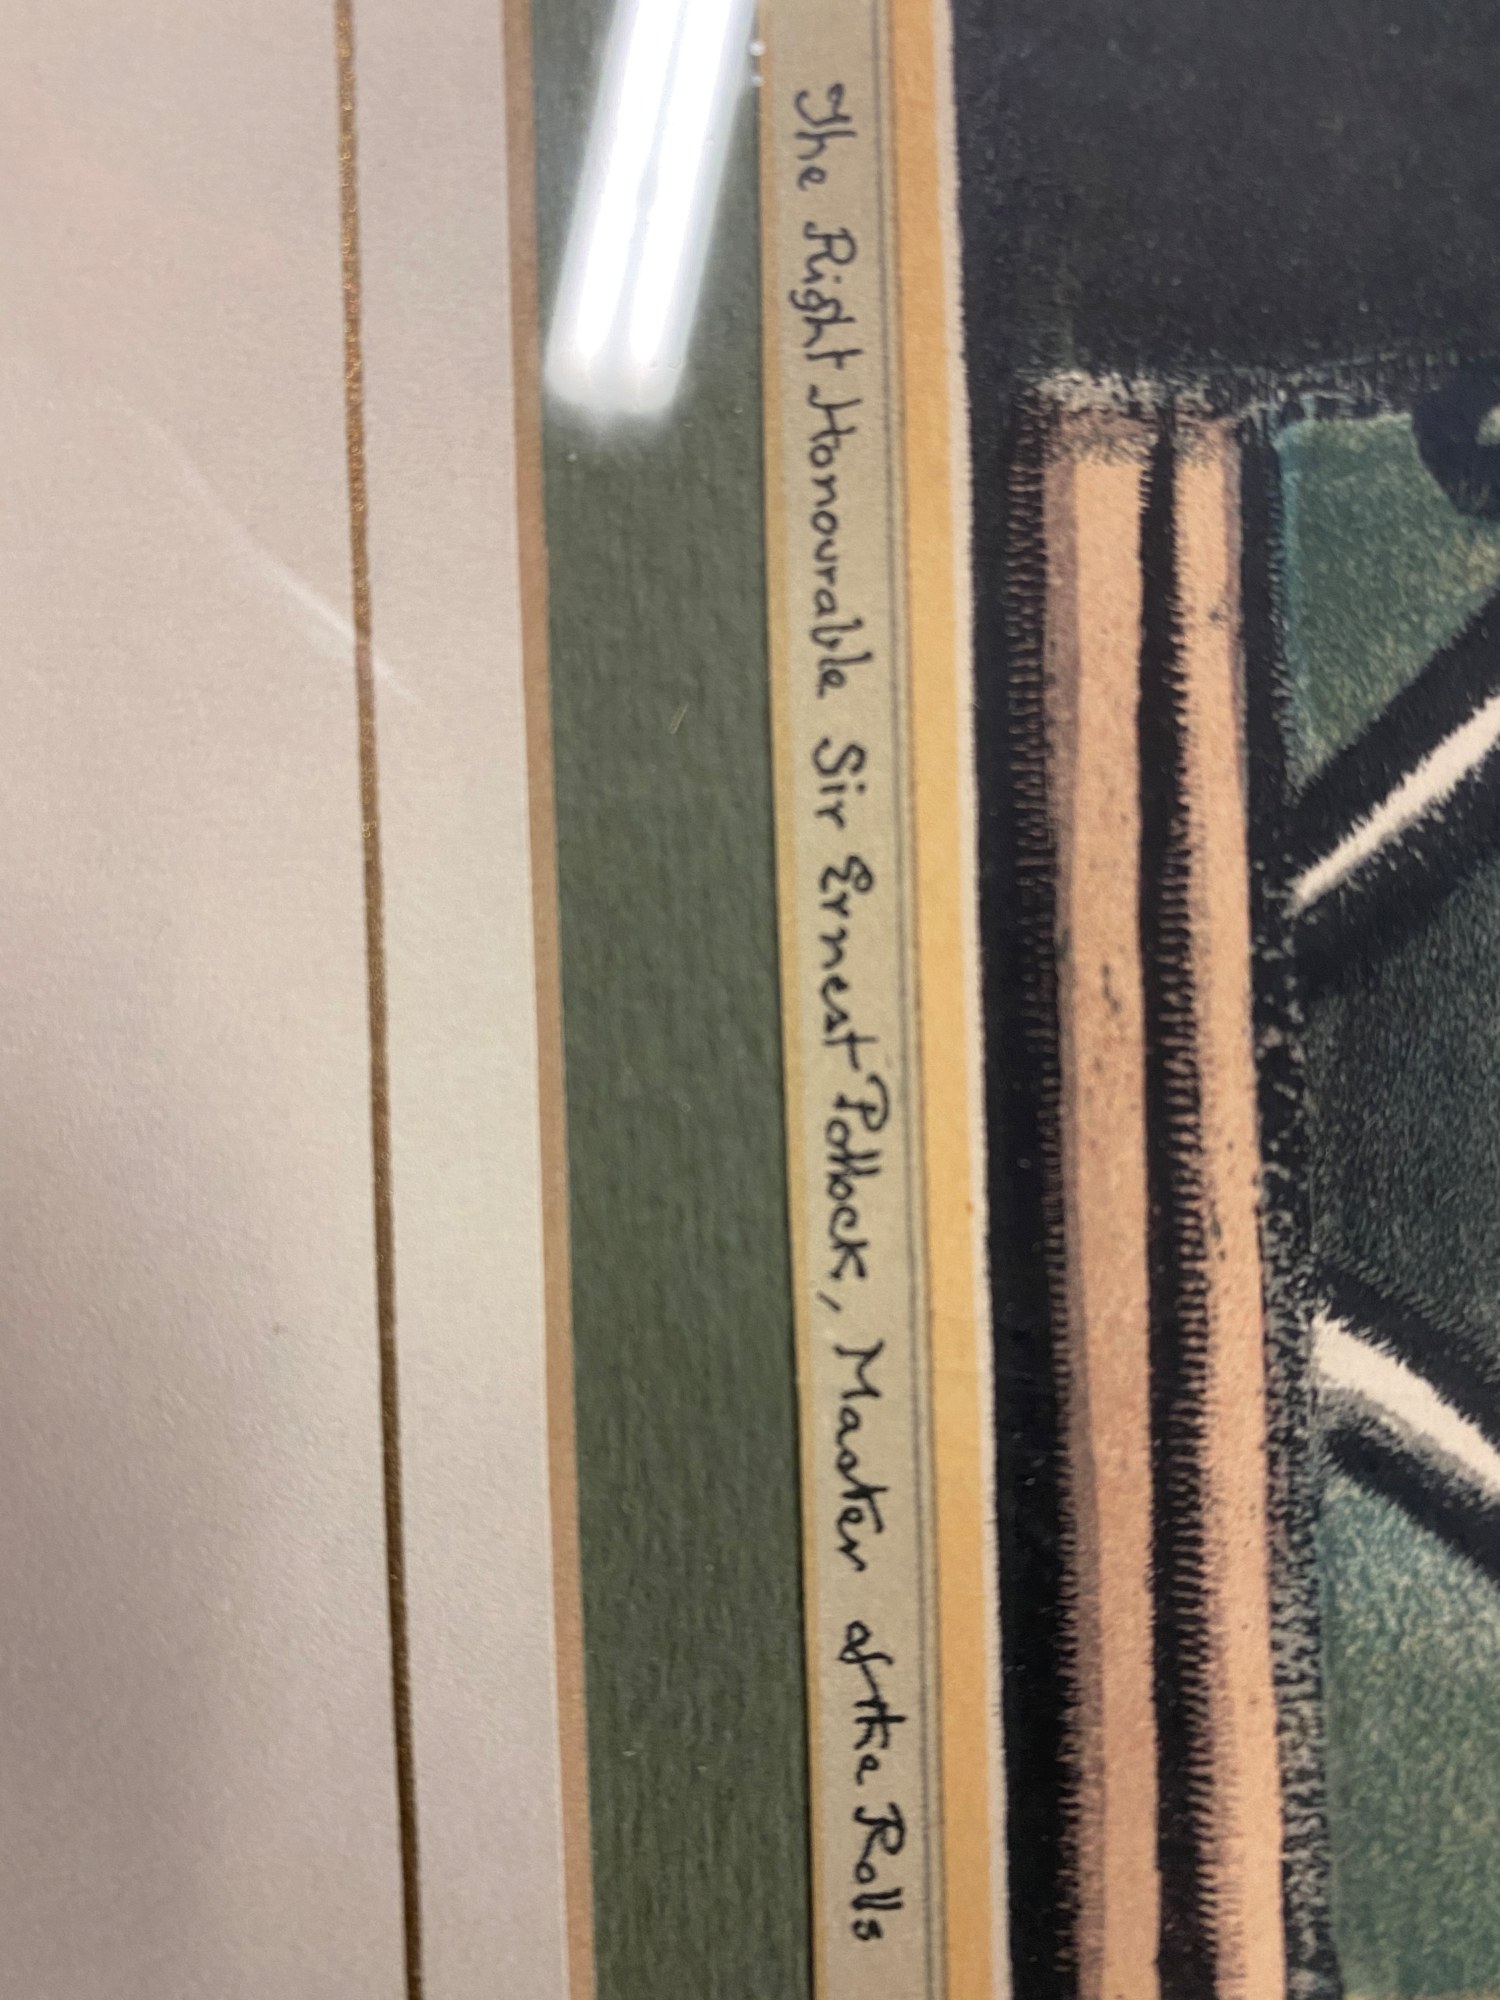 The Right Honourable Sir Ernest Pollock, Master of the Rolls